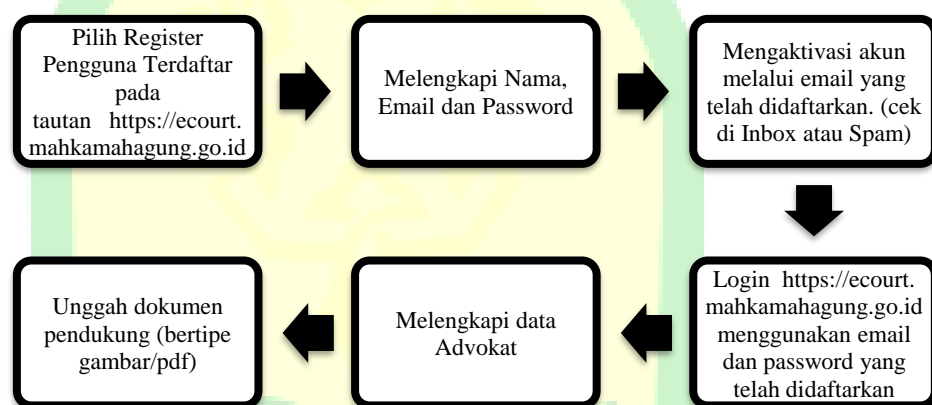 Pilih Register
Pengguna Terdaftar
pada
tautan https://ecourt.
mahkamahagung.go.id
Melengkapi Nama,
Email dan Password
Mengaktivasi akun
melalui email yang
telah didaftarkan. (cek
di Inbox atau Spam)
Login https://ecourt.
mahkamahagung.go.id
menggunakan email
dan password yang
telah didaftarkan
Melengkapi data
Advokat
Unggah dokumen
pendukung (bertipe
gambar/pdf)